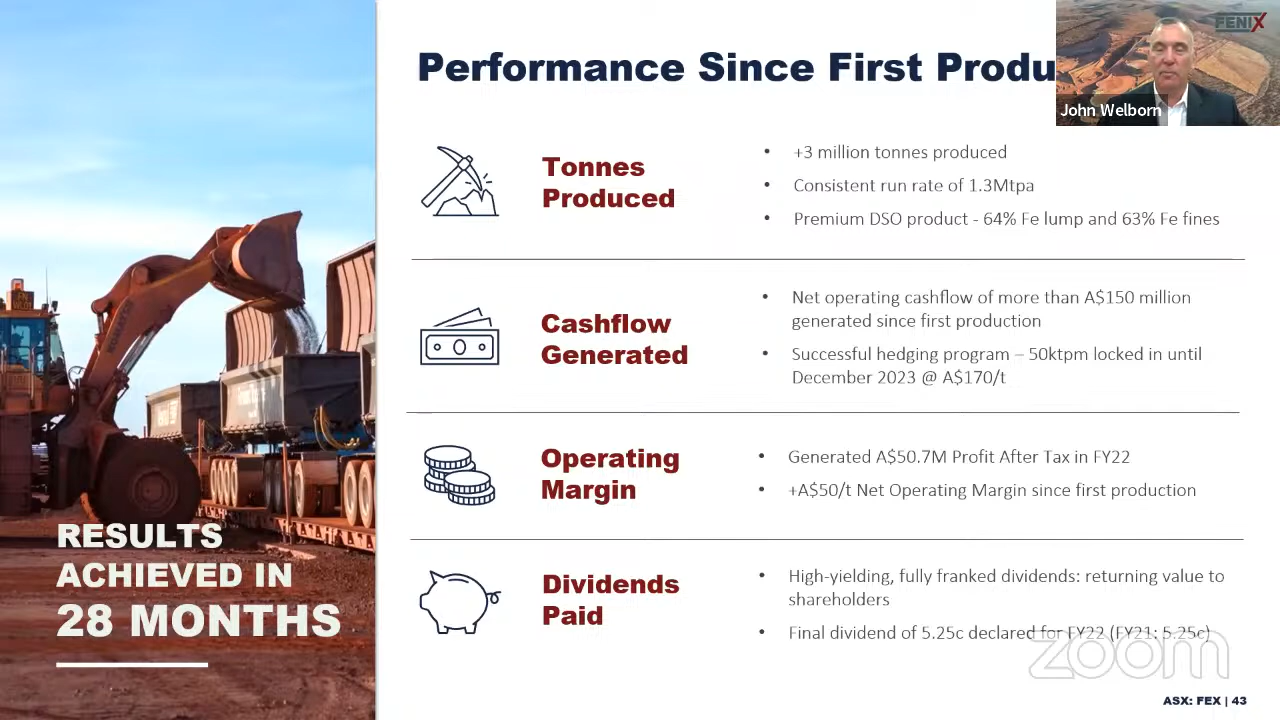 Performance Since First Produ
FENIX
John Welborn
Tonnes
Produced
• +3 million tonnes produced
• Consistent run rate of 1.3Mtpa
• Premium DSO product - 64% Fe lump and 63% Fe fines
Cashflow
Generated
• Net operating cashflow of more than A$150 million
generated since first production
• Successful hedging program – 50ktpm locked in until
December 2023 @ A$170/t
Operating
Margin
• Generated A$50.7M Profit After Tax in FY22
• +A$50/t Net Operating Margin since first production
Dividends
Paid
• High-yielding, fully franked dividends: returning value to
shareholders
• Final dividend of 5.25c declared for FY22 (FY21: 5.25c)
RESULTS
ACHIEVED IN
28 MONTHS
zoom
ASX: FEX | 43